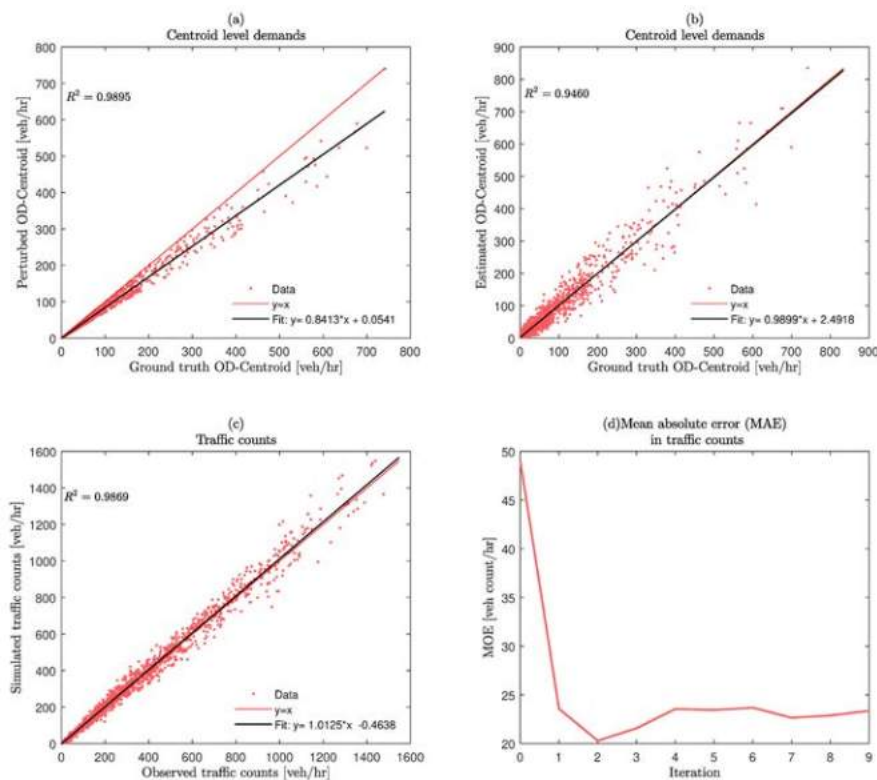 (a)
Centroid level demands
800
700
600
500
400
300
200
100
0
Perturbed OD-Centroid [veh/hr]
R² = 0.9895
Data
y=x
Fit: y= 0.8413*x + 0.0541
0 100 200 300 400 500 600 700 800
Ground truth OD-Centroid [veh/hr]
(b)
Centroid level demands
900
800
700
600
500
400
300
200
100
0
Estimated OD-Centroid [veh/hr]
R² = 0.9460
Data
y=x
Fit: y= 0.9899*x + 2.4918
0 100 200 300 400 500 600 700 800 900
Ground truth OD-Centroid [veh/hr]
(c)
Traffic counts
1600
1400
1200
1000
800
600
400
200
0
Simulated traffic counts [veh/hr]
R² = 0.9869
Data
y=x
Fit: y= 1.0125*x -0.4638
0 200 400 600 800 1000 1200 1400 1600
Observed traffic counts [veh/hr]
(d)Mean absolute error (MAE)
in traffic counts
50
45
40
35
30
25
20
MOE [veh count/hr]
0 1 2 3 4 5 6 7 8 9
Iteration